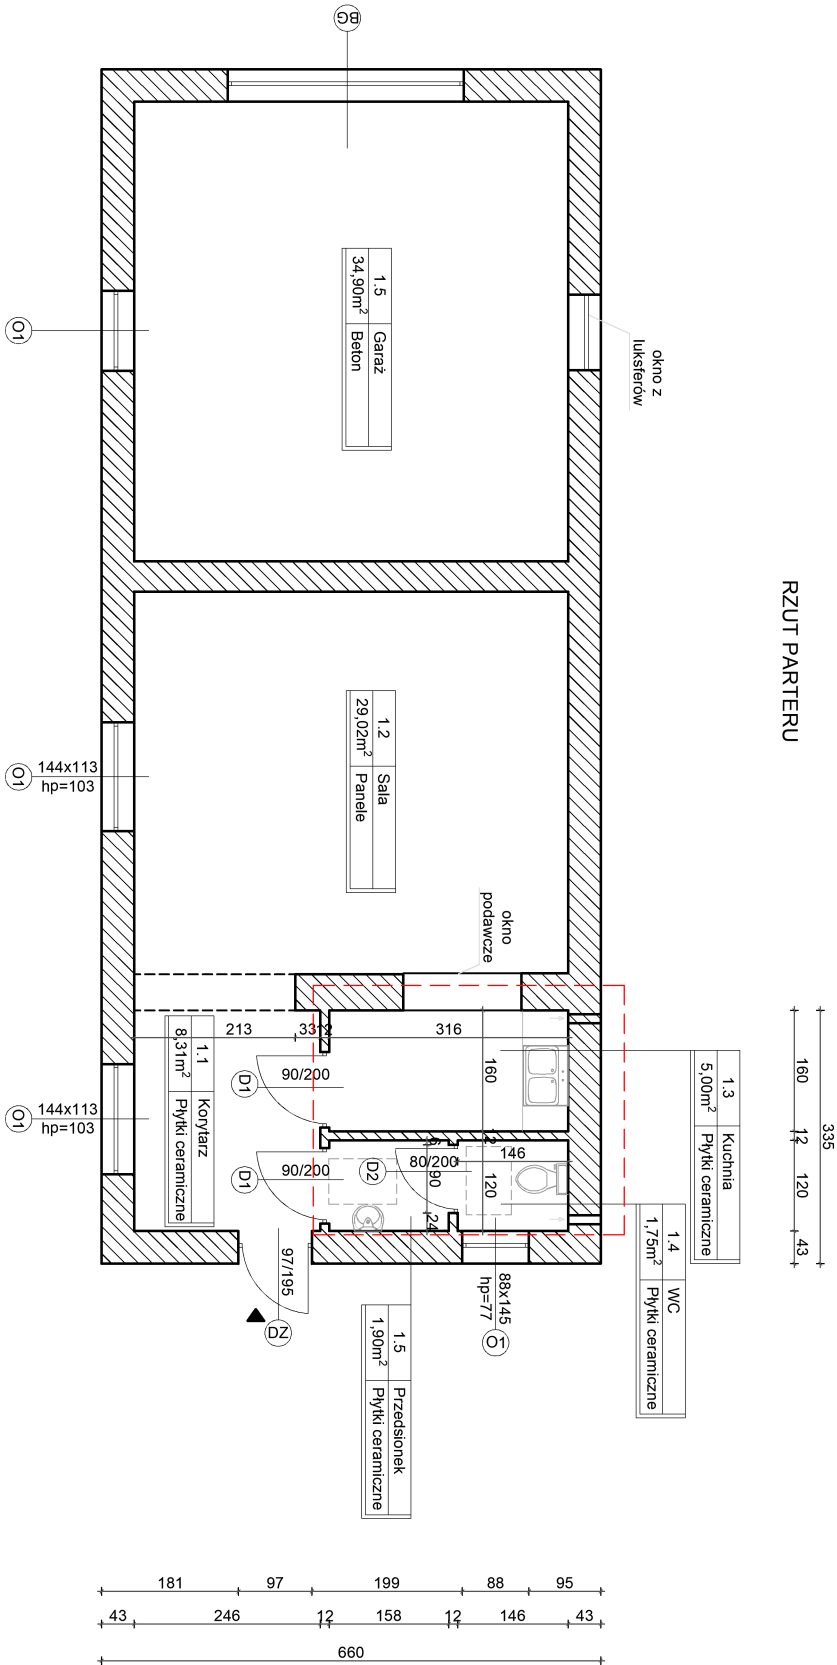 RZUT PARTERU
BG
1.5 Garaż
34,90m² Beton
O1
okno z
luksferów
1.2 Sala
29,02m² Panele
O1
144x113
hp=103
okno
podawcze
1.1 Korytarz
8,31m² Płytki ceramiczne
213
33
12
316
160
90/200
D1
O1
144x113
hp=103
1.3 Kuchnia
5,00m² Płytki ceramiczne
160
12
120
43
335
12
6
146
80/200
90
D2
120
24
90/200
D1
1.4 WC
1,75m² Płytki ceramiczne
97/195
DZ
88x145
hp=77
O1
1.5 Przedsionek
1,90m² Płytki ceramiczne
181 97 199 88 95
43 246 12 158 12 146 43
660